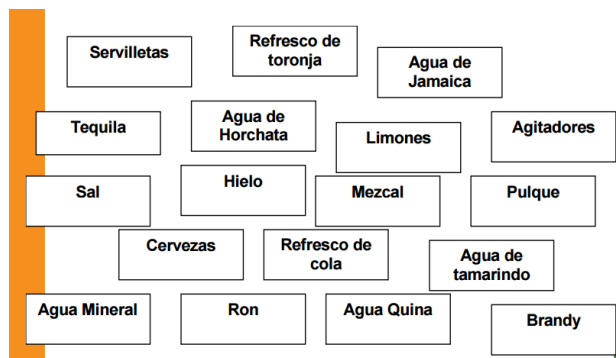 Servilletas
Refresco de
toronja
Agua de
Jamaica
Tequila
Agua de
Horchata
Limones
Agitadores
Sal
Hielo
Mezcal
Pulque
Cervezas
Refresco de
cola
Agua de
tamarindo
Agua Mineral
Ron
Agua Quina
Brandy